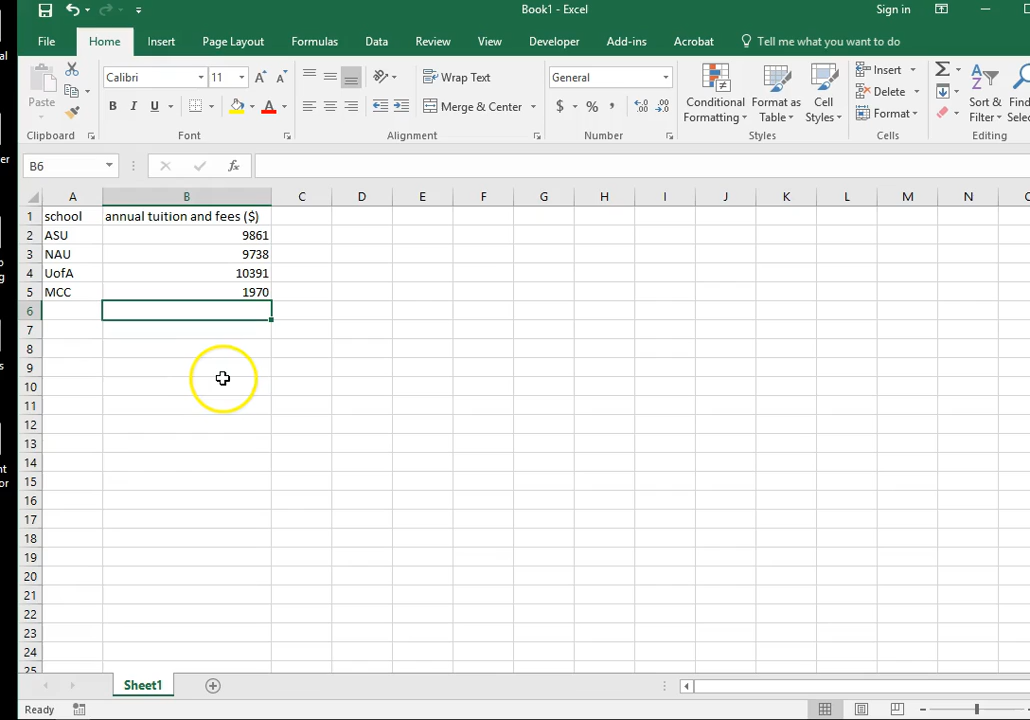 Book1 - Excel
Sign in
File Home Insert Page Layout Formulas Data Review View Developer Add-ins Acrobat Tell me what you want to do
Calibri 11
Wrap Text
General
Insert
Paste
B I U
Merge & Center
$ % ,
Conditional Formatting
Format as Table
Cell Styles
Delete
Format
Sort & Filter
Clipboard Font Alignment Number Styles Cells Editing
B6 fx
A B C D E F G H I J K L M N
1 school annual tuition and fees ($)
2 ASU 9861
3 NAU 9738
4 UofA 10391
5 MCC 1970
6
7
8
9
10
11
12
13
14
15
16
17
18
19
20
21
22
23
24
25
Sheet1
Ready